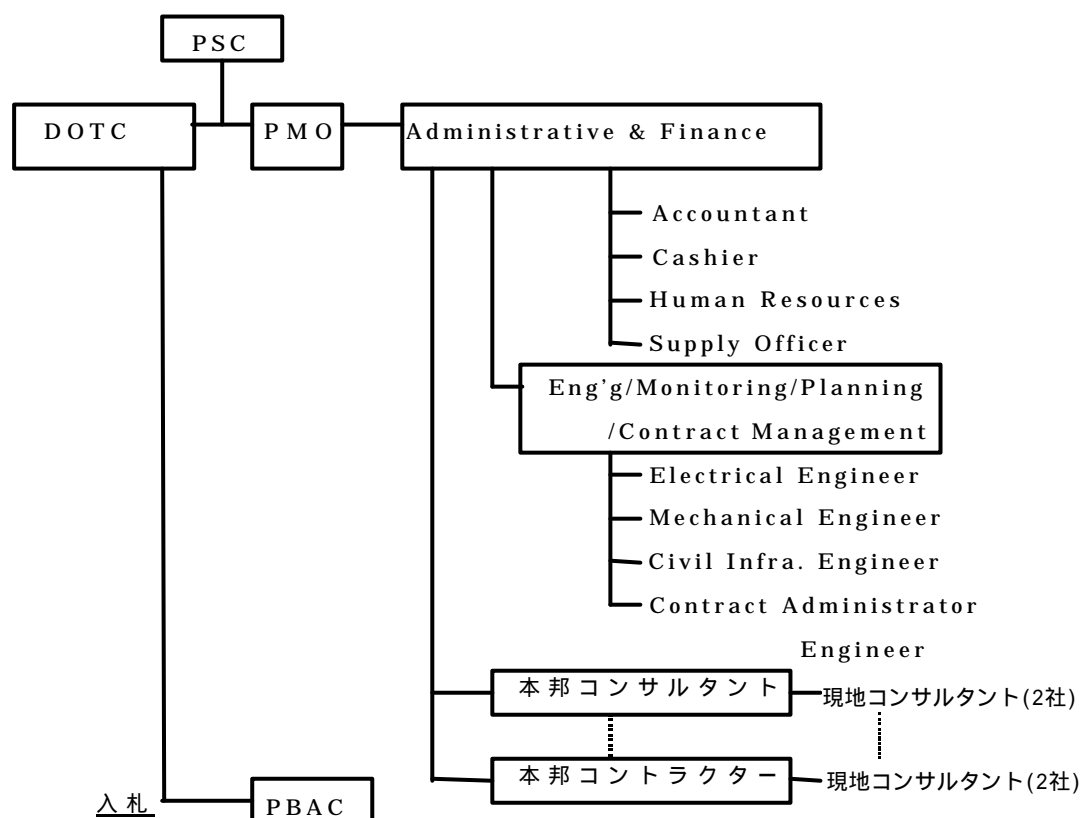 PSC
DOTC
PMO
Administrative & Finance
Accountant
Cashier
Human Resources
Supply Officer
Eng'g/Monitoring/Planning
/Contract Management
Electrical Engineer
Mechanical Engineer
Civil Infra. Engineer
Contract Administrator
Engineer
本邦コンサルタント
現地コンサルタント(2社)
本邦コントラクター
現地コンサルタント(2社)
入札
PBAC